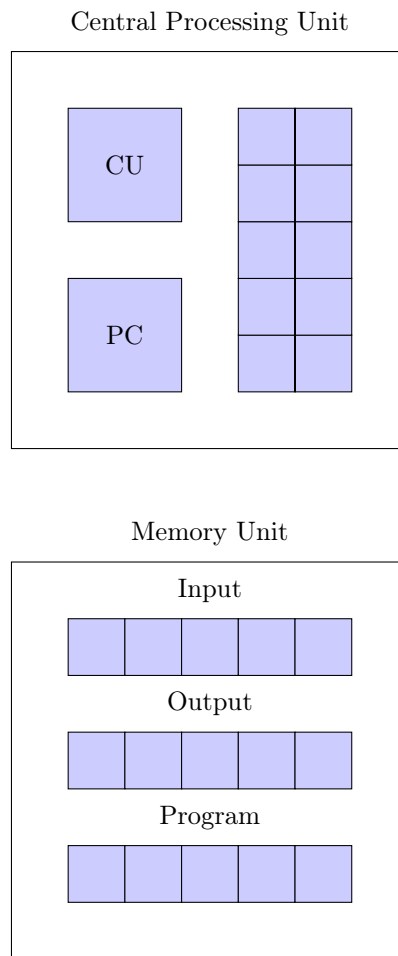 Central Processing Unit
CU
PC
Memory Unit
Input
Output
Program